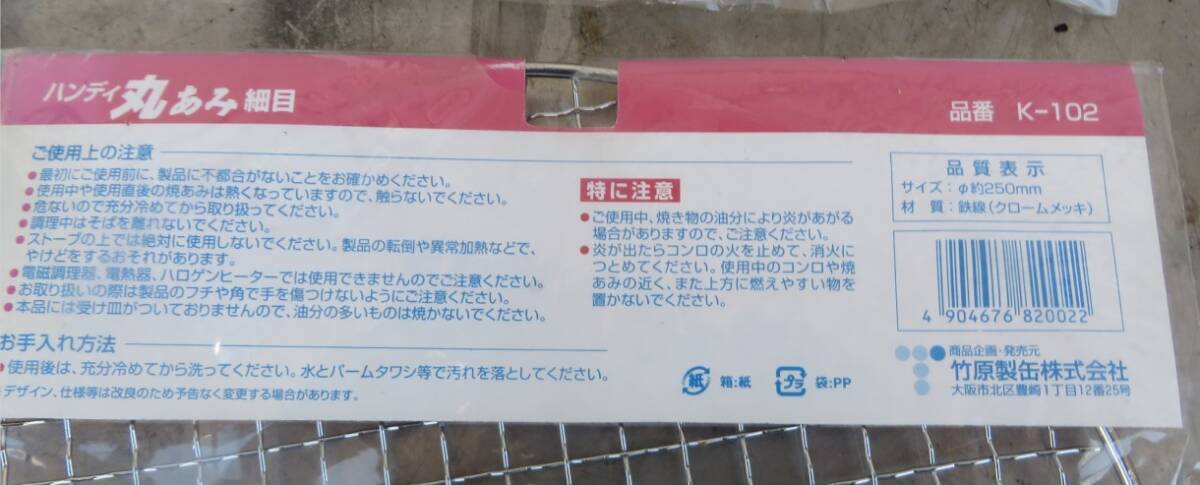 ハンディ丸あみ細目
品番 K-102
ご使用上の注意
●最初にご使用前に、製品に不都合がないことをお確かめください。
●使用中や使用直後の焼あみは熱くなっていますので、触らないでください。
●危ないので充分冷めてから取り扱ってください。
●調理中はそばを離れないでください。
●ストーブの上では絶対に使用しないでください。製品の転倒や異常加熱などで、
やけどをするおそれがあります。
●電磁調理器、電熱器、ハロゲンヒーターでは使用できませんのでご注意ください。
●お取り扱いの際は製品のフチや角で手を傷つけないようにご注意ください。
●本品には受け皿がついておりませんので、油分の多いものは焼かないでください。
お手入れ方法
●使用後は、充分冷めてから洗ってください。水とパームタワシ等で汚れを落としてください。
・デザイン、仕様等は改良のため予告なく変更する場合があります。
特に注意
●ご使用中、焼き物の油分により炎があがる
場合がありますので、ご注意ください。
●炎が出たらコンロの火を止めて、消火に
つとめてください。使用中のコンロや焼
あみの近く、また上方に燃えやすい物を
置かないでください。
紙 箱:紙 プラ 袋:PP
品質表示
サイズ:φ約250mm
材 質:鉄線(クロームメッキ)
4 904676 820022
商品企画・発売元
竹原製缶株式会社
大阪市北区豊崎1丁目12番25号